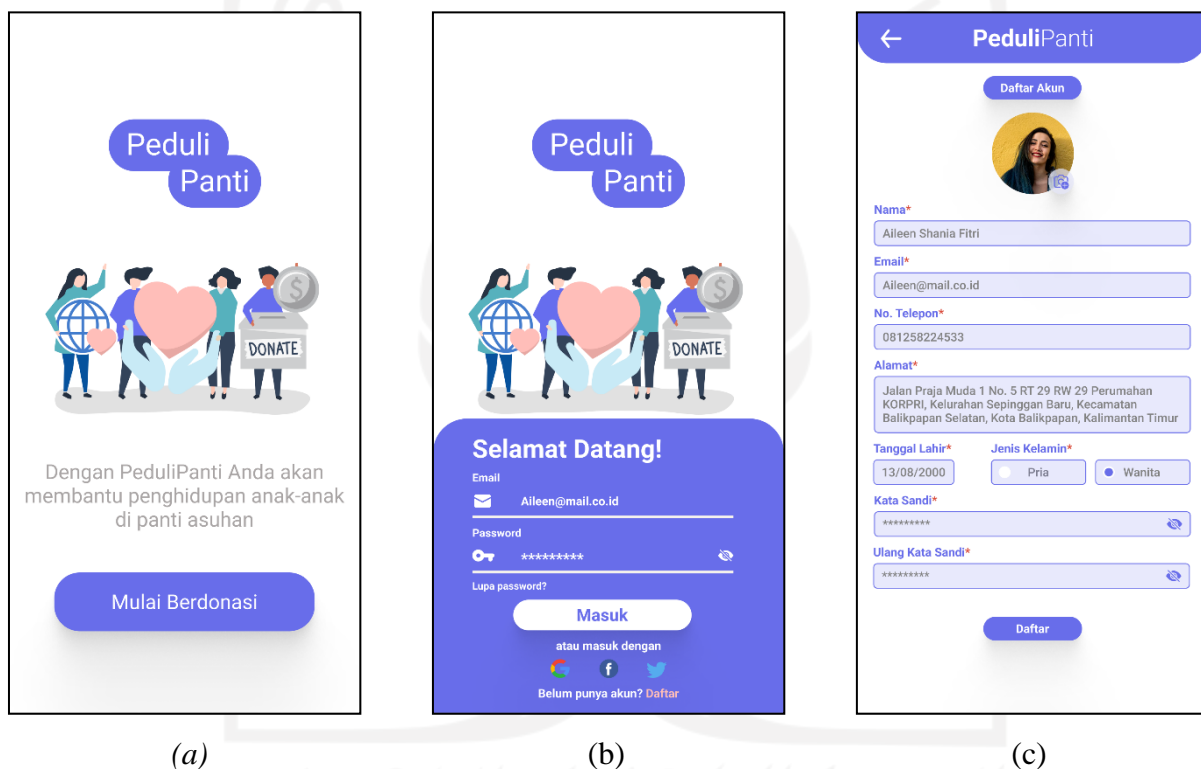 Peduli
Panti
DONATE
Dengan PeduliPanti Anda akan
membantu penghidupan anak-anak
di panti asuhan
Mulai Berdonasi
(a)
Peduli
Panti
DONATE
Selamat Datang!
Email
Aileen@mail.co.id
Password
*********
Lupa password?
Masuk
atau masuk dengan
Belum punya akun? Daftar
(b)
PeduliPanti
Daftar Akun
Nama*
Aileen Shania Fitri
Email*
Aileen@mail.co.id
No. Telepon*
081258224533
Alamat*
Jalan Praja Muda 1 No. 5 RT 29 RW 29 Perumahan
KORPRI, Kelurahan Sepinggan Baru, Kecamatan
Balikpapan Selatan, Kota Balikpapan, Kalimantan Timur
Tanggal Lahir* Jenis Kelamin*
13/08/2000 Pria Wanita
Kata Sandi*
*********
Ulang Kata Sandi*
*********
Daftar
(c)